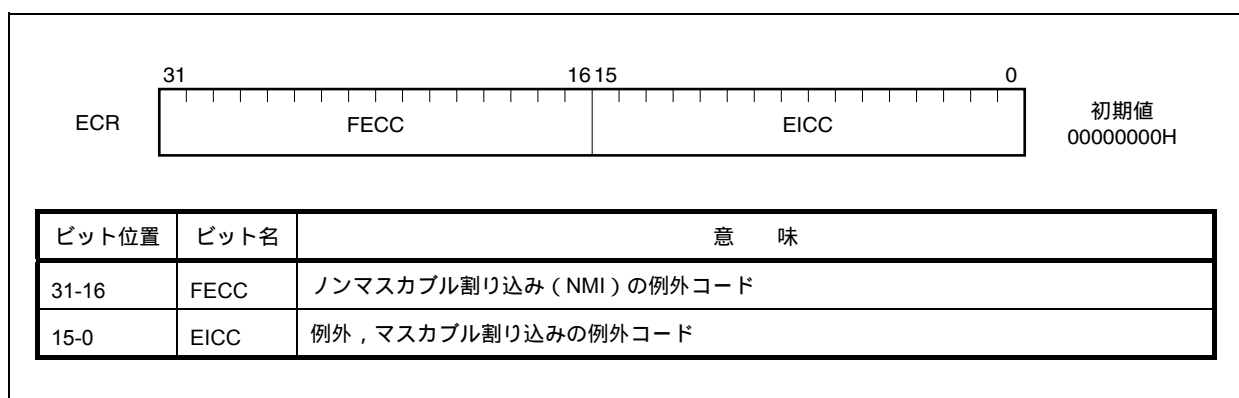 31 16 15 0
ECR FECC EICC 初期値
00000000H
ビット位置 ビット名 意 味
31-16 FECC ノンマスカブル割り込み(NMI)の例外コード
15-0 EICC 例外,マスカブル割り込みの例外コード